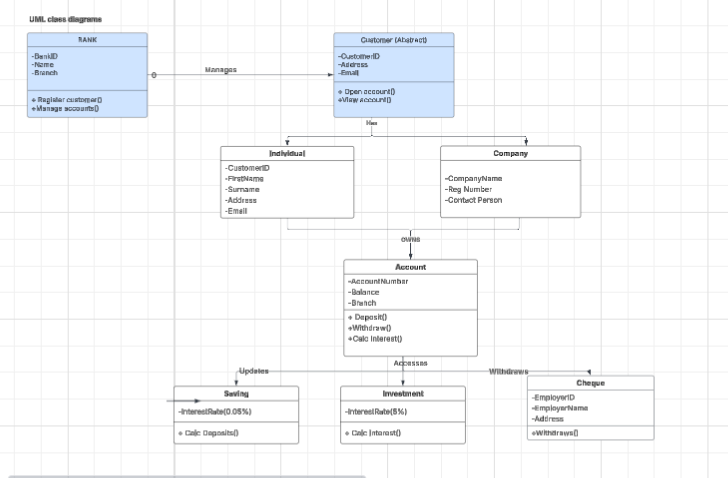 UML class diagrams
BANK
-BankID
-Name
-Branch
+ Register customer()
+Manage accounts()
0
Manages
Customer (Abstract)
-CustomerID
-Address
-Email
+ Open account()
+View account()
Has
Individual
-CustomerID
-FirstName
-Surname
-Address
-Email
Company
-CompanyName
-Reg Number
-Contact Person
owns
Account
-AccountNumber
-Balance
-Branch
+ Deposit()
+Withdraw()
+Calc Interest()
Accesses
Updates
Withdraws
Saving
-InterestRate(0.05%)
+ Calc Deposits()
Investment
-InterestRate(5%)
+ Calc Interest()
Cheque
-EmployerID
-EmployerName
-Address
+Withdraws()